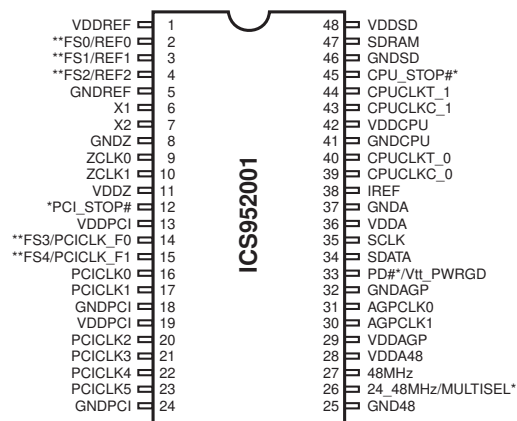 VDDREF 1 48 VDDSD
**FS0/REF0 2 47 SDRAM
**FS1/REF1 3 46 GNDSD
**FS2/REF2 4 45 CPU_STOP#*
GNDREF 5 44 CPUCLKT_1
X1 6 43 CPUCLKC_1
X2 7 42 VDDCPU
GNDZ 8 41 GNDCPU
ZCLK0 9 40 CPUCLKT_0
ZCLK1 10 39 CPUCLKC_0
VDDZ 11 38 IREF
*PCI_STOP# 12 37 GNDA
VDDPCI 13 36 VDDA
**FS3/PCICLK_F0 14 35 SCLK
**FS4/PCICLK_F1 15 34 SDATA
PCICLK0 16 33 PD#*/Vtt_PWRGD
PCICLK1 17 32 GNDAGP
GNDPCI 18 31 AGPCLK0
VDDPCI 19 30 AGPCLK1
PCICLK2 20 29 VDDAGP
PCICLK3 21 28 VDDA48
PCICLK4 22 27 48MHz
PCICLK5 23 26 24_48MHz/MULTISEL*
GNDPCI 24 25 GND48
ICS952001